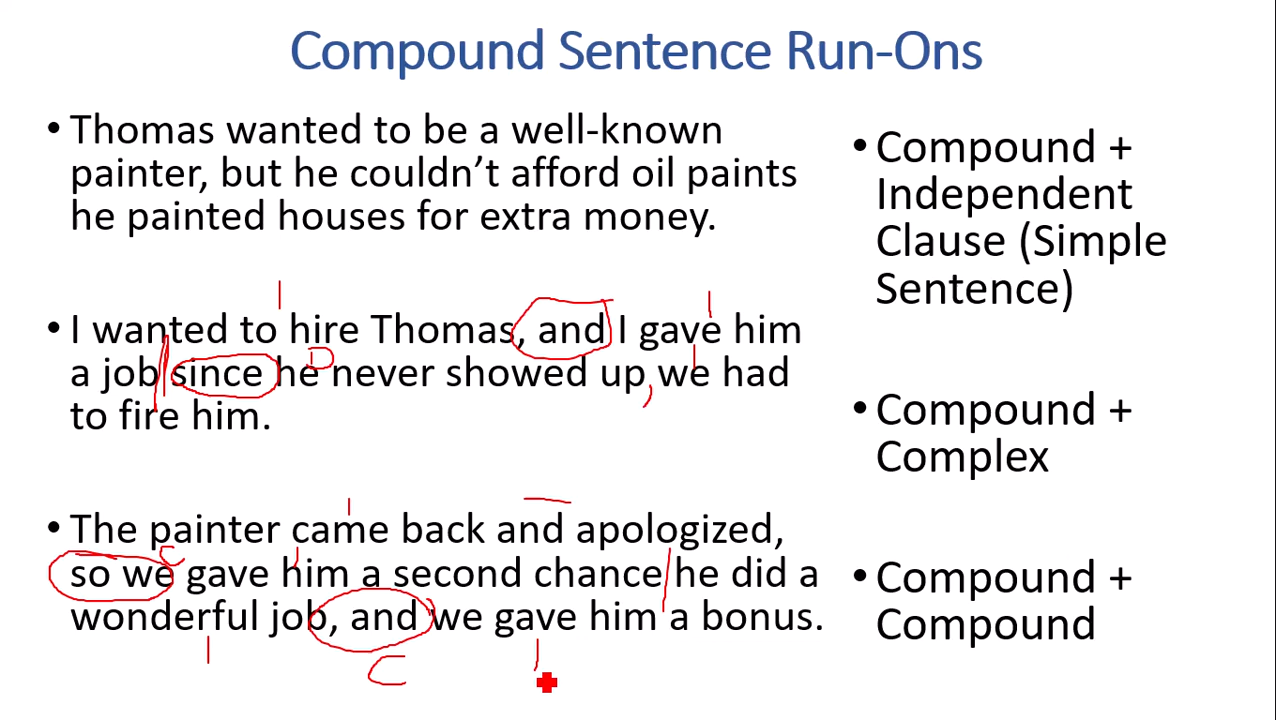 Compound Sentence Run-Ons
• Thomas wanted to be a well-known
painter, but he couldn't afford oil paints
he painted houses for extra money.
• Compound +
Independent
Clause (Simple
Sentence)
I
I
• I wanted to hire Thomas, and I gave him
D
I
a job since he never showed up, we had
to fire him.
• Compound +
Complex
I
• The painter came back and apologized,
C
I
so we gave him a second chance he did a
wonderful job, and we gave him a bonus.
I
I
C
• Compound +
Compound